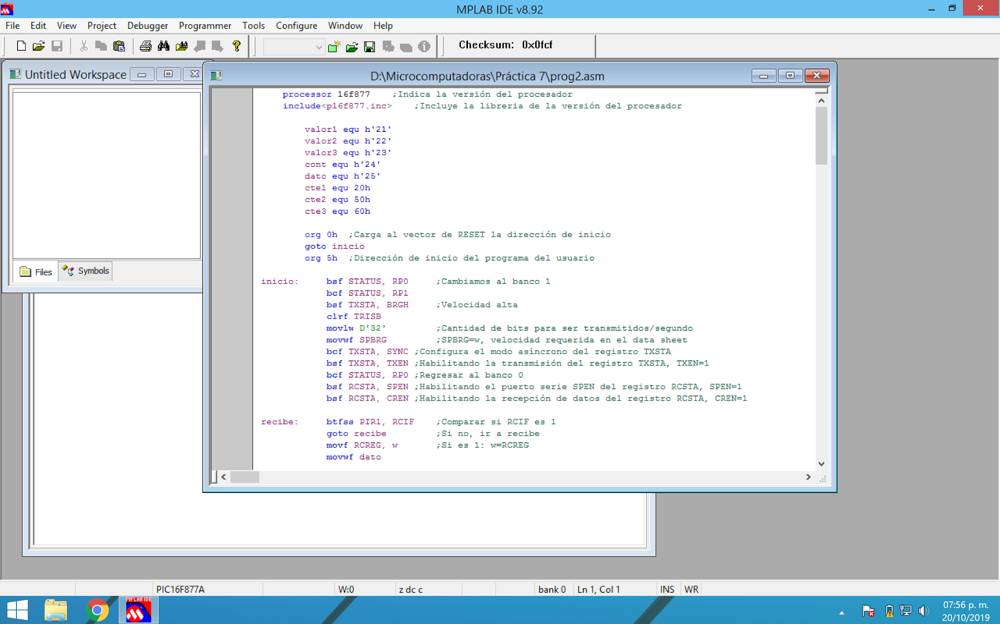 MPLAB IDE v8.92
File Edit View Project Debugger Programmer Tools Configure Window Help
Checksum: 0x0fcf
Untitled Workspace
Files Symbols
D:\Microcomputadoras\Práctica 7\prog2.asm
processor 16f877 ;Indica la versión del procesador
include<p16f877.inc> ;Incluye la libreria de la versión del procesador
valor1 equ h'21'
valor2 equ h'22'
valor3 equ h'23'
cont equ h'24'
dato equ h'25'
cte1 equ 20h
cte2 equ 50h
cte3 equ 60h
org 0h ;Carga al vector de RESET la dirección de inicio
goto inicio
org 5h ;Dirección de inicio del programa del usuario
inicio: bsf STATUS, RP0 ;Cambiamos al banco 1
bcf STATUS, RP1
bsf TXSTA, BRGH ;Velocidad alta
clrf TRISB
movlw D'32' ;Cantidad de bits para ser transmitidos/segundo
movwf SPBRG ;SPBRG=w, velocidad requerida en el data sheet
bcf TXSTA, SYNC ;Configura el modo asíncrono del registro TXSTA
bsf TXSTA, TXEN ;Habilitando la transmisión del registro TXSTA, TXEN=1
bcf STATUS, RP0 ;Regresar al banco 0
bsf RCSTA, SPEN ;Habilitando el puerto serie SPEN del registro RCSTA, SPEN=1
bsf RCSTA, CREN ;Habilitando la recepción de datos del registro RCSTA, CREN=1
recibe: btfss PIR1, RCIF ;Comparar si RCIF es 1
goto recibe ;Si no, ir a recibe
movf RCREG, w ;Si es 1: w=RCREG
movwf dato
PIC16F877A W:0 z dc c bank 0 Ln 1, Col 1 INS WR
MPLAB IDE
07:56 p. m.
20/10/2019